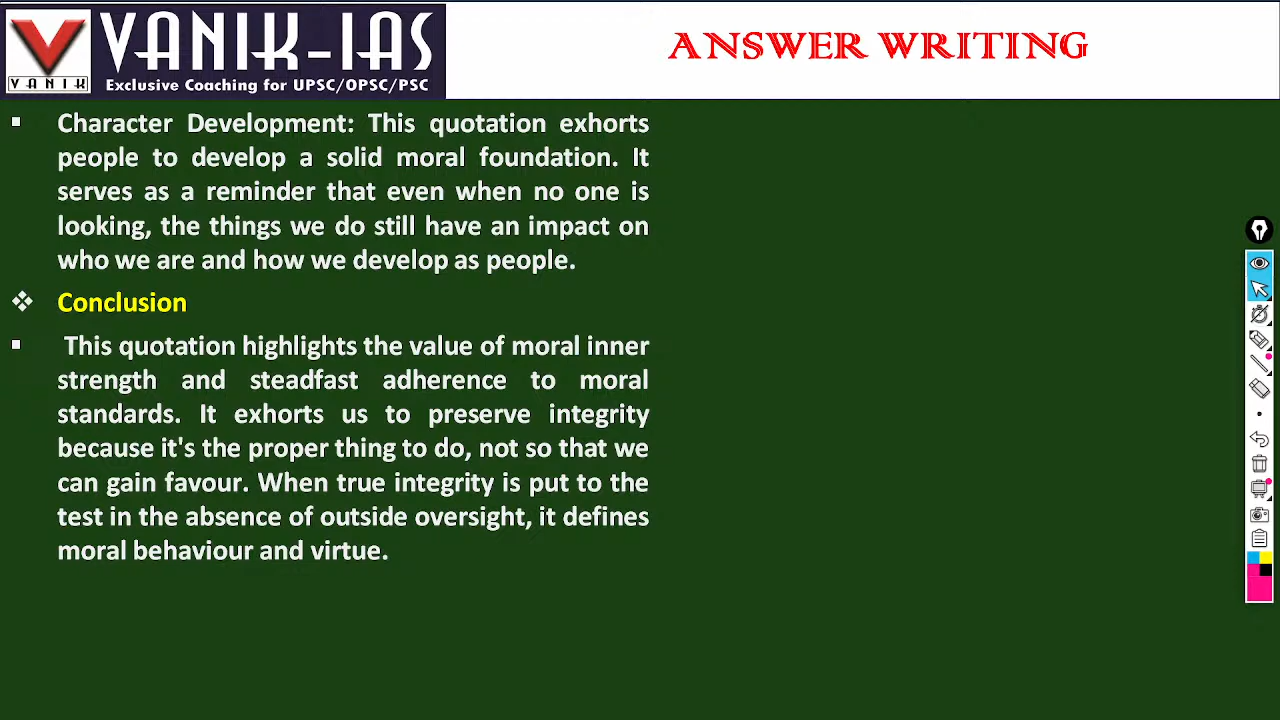 VANIK-IAS
VANIK
Exclusive Coaching for UPSC/OPSC/PSC
ANSWER WRITING
Character Development: This quotation exhorts
people to develop a solid moral foundation. It
serves as a reminder that even when no one is
looking, the things we do still have an impact on
who we are and how we develop as people.
Conclusion
This quotation highlights the value of moral inner
strength and steadfast adherence to moral
standards. It exhorts us to preserve integrity
because it's the proper thing to do, not so that we
can gain favour. When true integrity is put to the
test in the absence of outside oversight, it defines
moral behaviour and virtue.